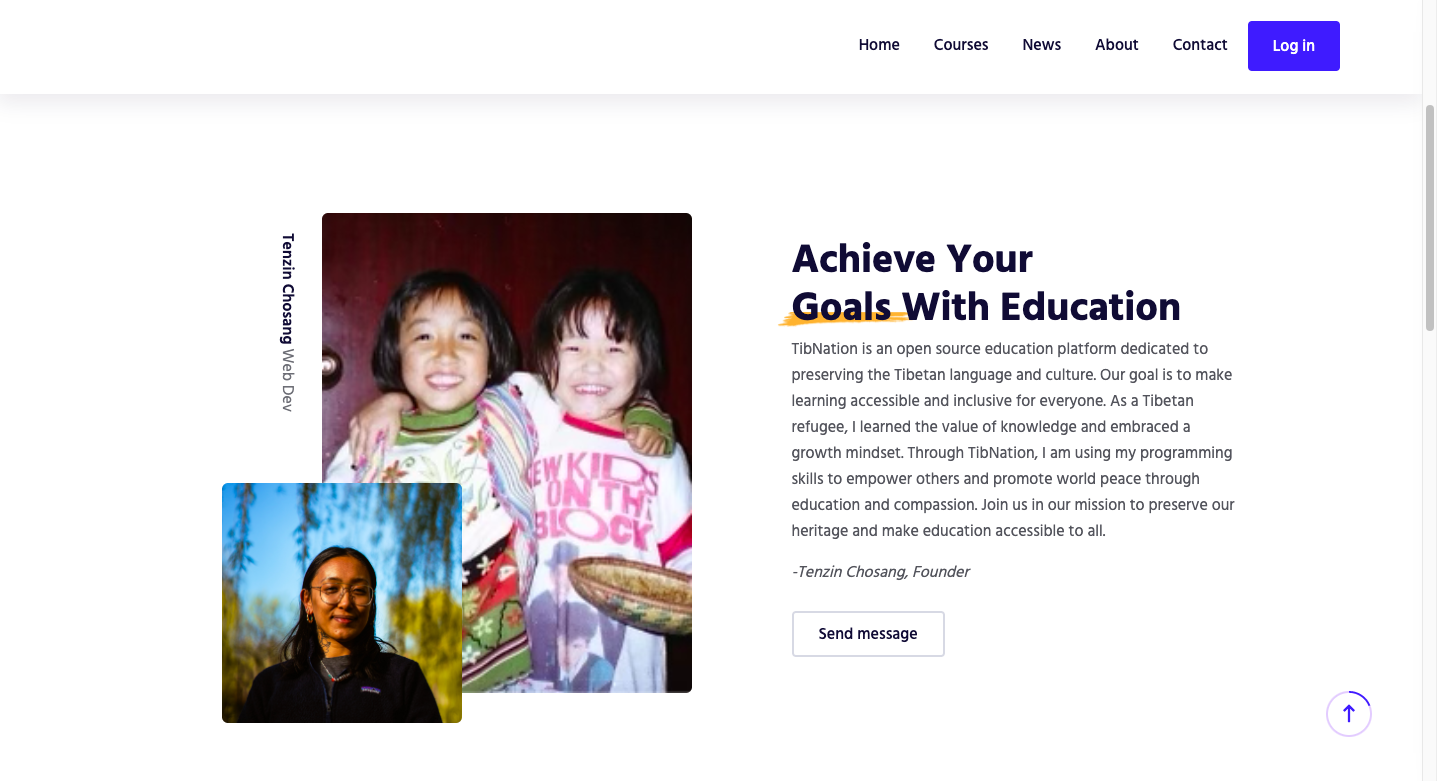 Home Courses News About Contact Log in
Tenzin Chosang Web Dev
NEW KIDS
ON THE
BLOCK
Achieve Your
Goals With Education
TibNation is an open source education platform dedicated to
preserving the Tibetan language and culture. Our goal is to make
learning accessible and inclusive for everyone. As a Tibetan
refugee, I learned the value of knowledge and embraced a
growth mindset. Through TibNation, I am using my programming
skills to empower others and promote world peace through
education and compassion. Join us in our mission to preserve our
heritage and make education accessible to all.
-Tenzin Chosang, Founder
Send message